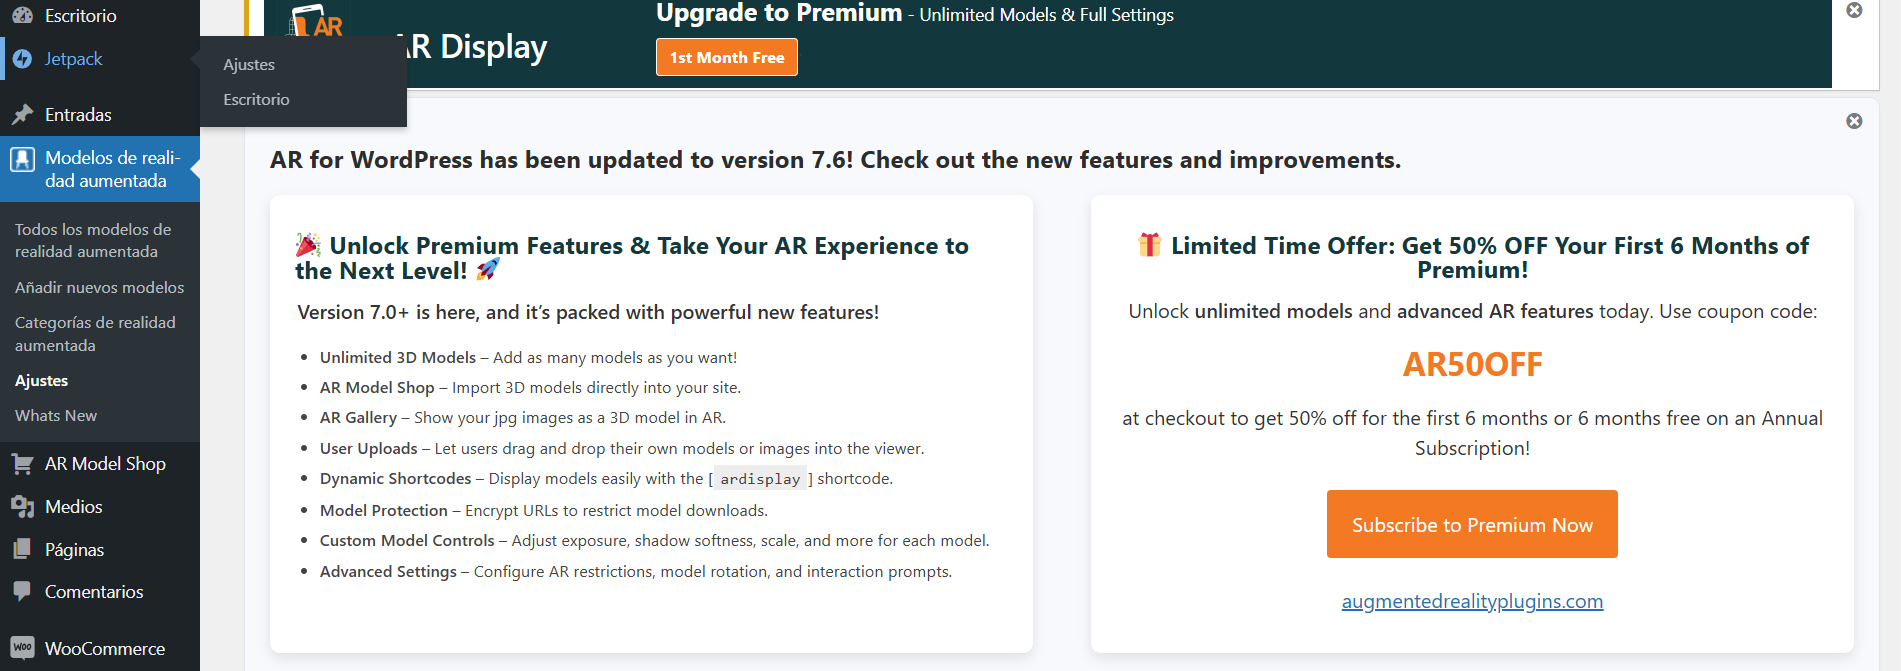 Escritorio
Jetpack
Entradas
Modelos de reali-
dad aumentada
Todos los modelos de
realidad aumentada
Añadir nuevos modelos
Categorías de realidad
aumentada
Ajustes
Whats New
AR Model Shop
Medios
Páginas
Comentarios
WooCommerce
Ajustes
Escritorio
AR
AR Display
Upgrade to Premium - Unlimited Models & Full Settings
1st Month Free
AR for WordPress has been updated to version 7.6! Check out the new features and improvements.
🎉 Unlock Premium Features & Take Your AR Experience to
the Next Level! 🚀
Version 7.0+ is here, and it’s packed with powerful new features!
• Unlimited 3D Models – Add as many models as you want!
• AR Model Shop – Import 3D models directly into your site.
• AR Gallery – Show your jpg images as a 3D model in AR.
• User Uploads – Let users drag and drop their own models or images into the viewer.
• Dynamic Shortcodes – Display models easily with the [ ardisplay ] shortcode.
• Model Protection – Encrypt URLs to restrict model downloads.
• Custom Model Controls – Adjust exposure, shadow softness, scale, and more for each model.
• Advanced Settings – Configure AR restrictions, model rotation, and interaction prompts.
🎁 Limited Time Offer: Get 50% OFF Your First 6 Months of
Premium!
Unlock unlimited models and advanced AR features today. Use coupon code:
AR50OFF
at checkout to get 50% off for the first 6 months or 6 months free on an Annual
Subscription!
Subscribe to Premium Now
augmentedrealityplugins.com